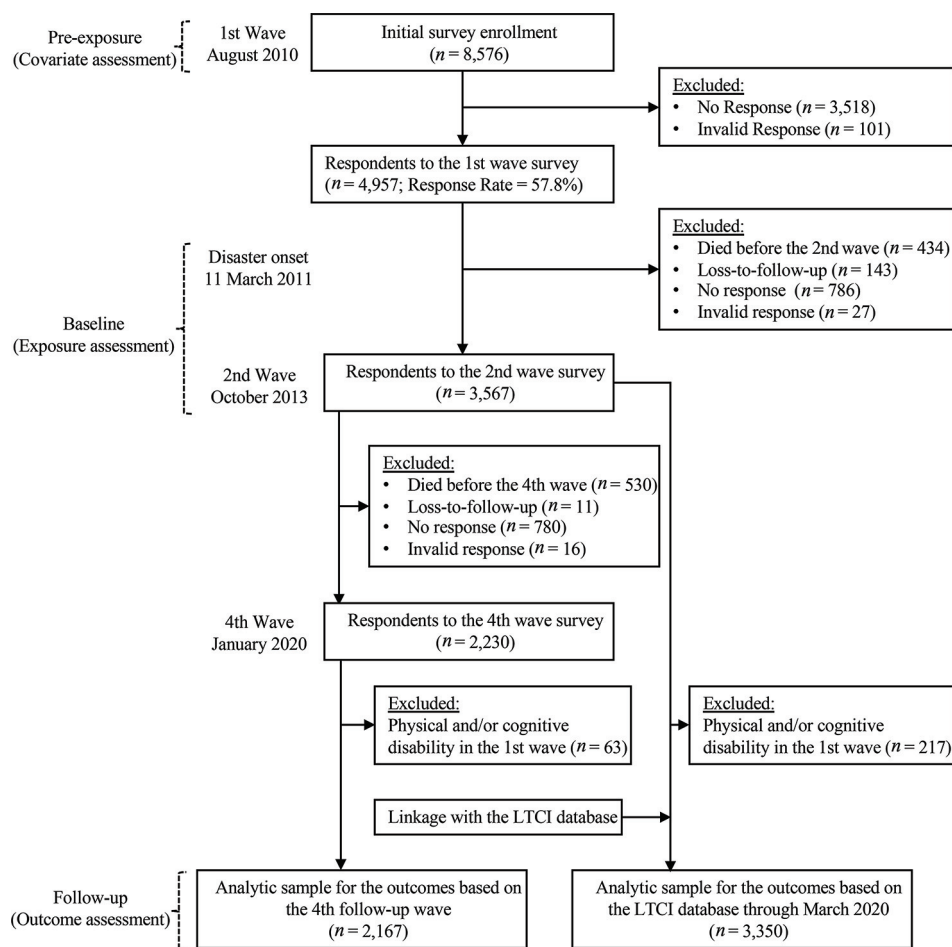 Pre-exposure
(Covariate assessment)
1st Wave
August 2010
Initial survey enrollment
(n = 8,576)
Excluded:
• No Response (n = 3,518)
• Invalid Response (n = 101)
Respondents to the 1st wave survey
(n = 4,957; Response Rate = 57.8%)
Excluded:
• Died before the 2nd wave (n = 434)
• Loss-to-follow-up (n = 143)
• No response (n = 786)
• Invalid response (n = 27)
Disaster onset
11 March 2011
Baseline
(Exposure assessment)
2nd Wave
October 2013
Respondents to the 2nd wave survey
(n = 3,567)
Excluded:
• Died before the 4th wave (n = 530)
• Loss-to-follow-up (n = 11)
• No response (n = 780)
• Invalid response (n = 16)
4th Wave
January 2020
Respondents to the 4th wave survey
(n = 2,230)
Excluded:
Physical and/or cognitive
disability in the 1st wave (n = 63)
Excluded:
Physical and/or cognitive
disability in the 1st wave (n = 217)
Linkage with the LTCI database
Follow-up
(Outcome assessment)
Analytic sample for the outcomes based on
the 4th follow-up wave
(n = 2,167)
Analytic sample for the outcomes based on
the LTCI database through March 2020
(n = 3,350)